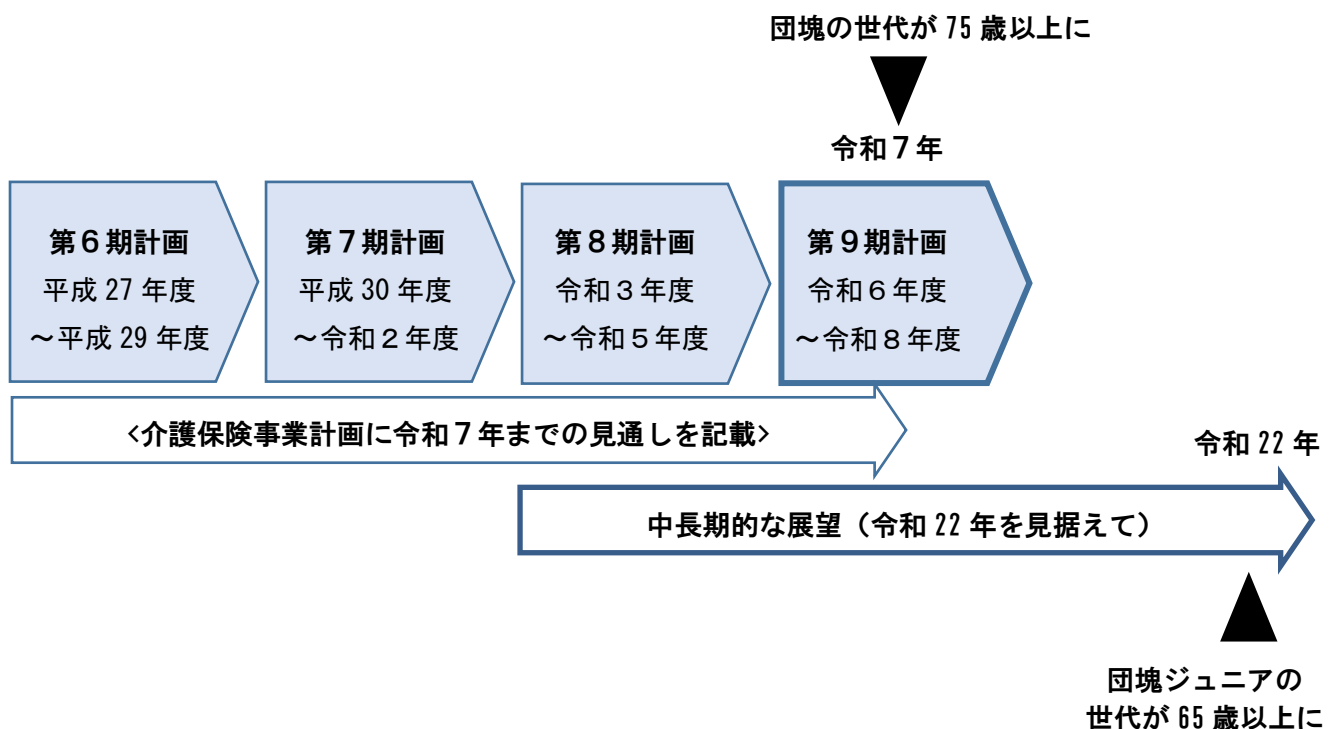 団塊の世代が 75 歳以上に
令和７年
第６期計画
平成 27 年度
～平成 29 年度
第７期計画
平成 30 年度
～令和２年度
第８期計画
令和３年度
～令和５年度
第９期計画
令和６年度
～令和８年度
<介護保険事業計画に令和７年までの見通しを記載>
令和 22 年
中長期的な展望（令和 22 年を見据えて）
団塊ジュニアの
世代が 65 歳以上に